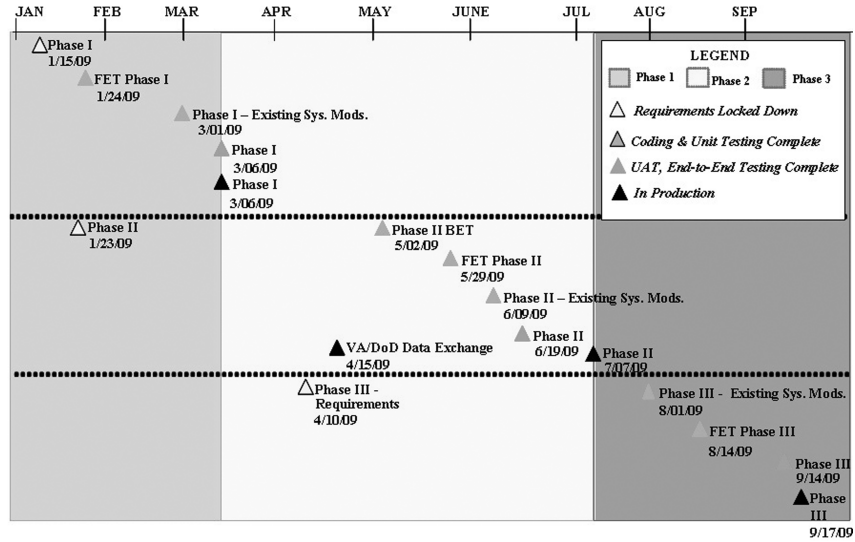 JAN FEB MAR APR MAY JUNE JUL AUG SEP
Phase I
1/15/09
FET Phase I
1/24/09
Phase I – Existing Sys. Mods.
3/01/09
Phase I
3/06/09
Phase I
3/06/09
LEGEND
Phase 1 Phase 2 Phase 3
Requirements Locked Down
Coding & Unit Testing Complete
UAT, End-to-End Testing Complete
In Production
Phase II
1/23/09
Phase II BET
5/02/09
FET Phase II
5/29/09
Phase II – Existing Sys. Mods.
6/09/09
Phase II
6/19/09
VA/DoD Data Exchange
4/15/09
Phase II
7/07/09
Phase III -
Requirements
4/10/09
Phase III - Existing Sys. Mods.
8/01/09
FET Phase III
8/14/09
Phase III
9/14/09
Phase
III
9/17/09